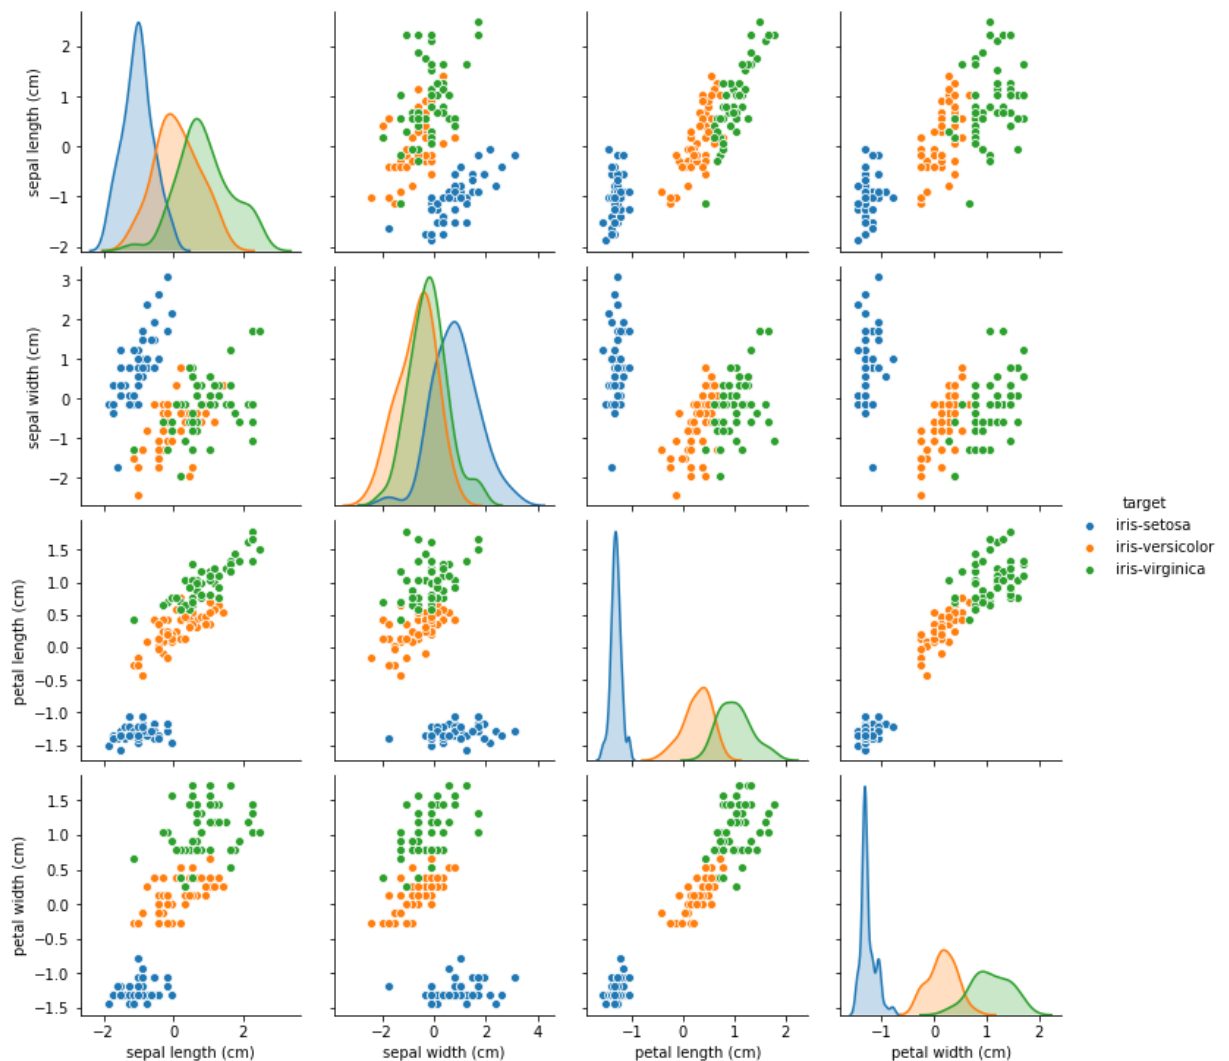 sepal length (cm)
2
1
0
−1
−2
sepal width (cm)
3
2
1
0
−1
−2
target
iris-setosa
iris-versicolor
iris-virginica
petal length (cm)
1.5
1.0
0.5
0.0
−0.5
−1.0
−1.5
petal width (cm)
1.5
1.0
0.5
0.0
−0.5
−1.0
−1.5
−2 0 2
−2 0 2 4
−1 0 1 2
−1 0 1 2
sepal length (cm)
sepal width (cm)
petal length (cm)
petal width (cm)